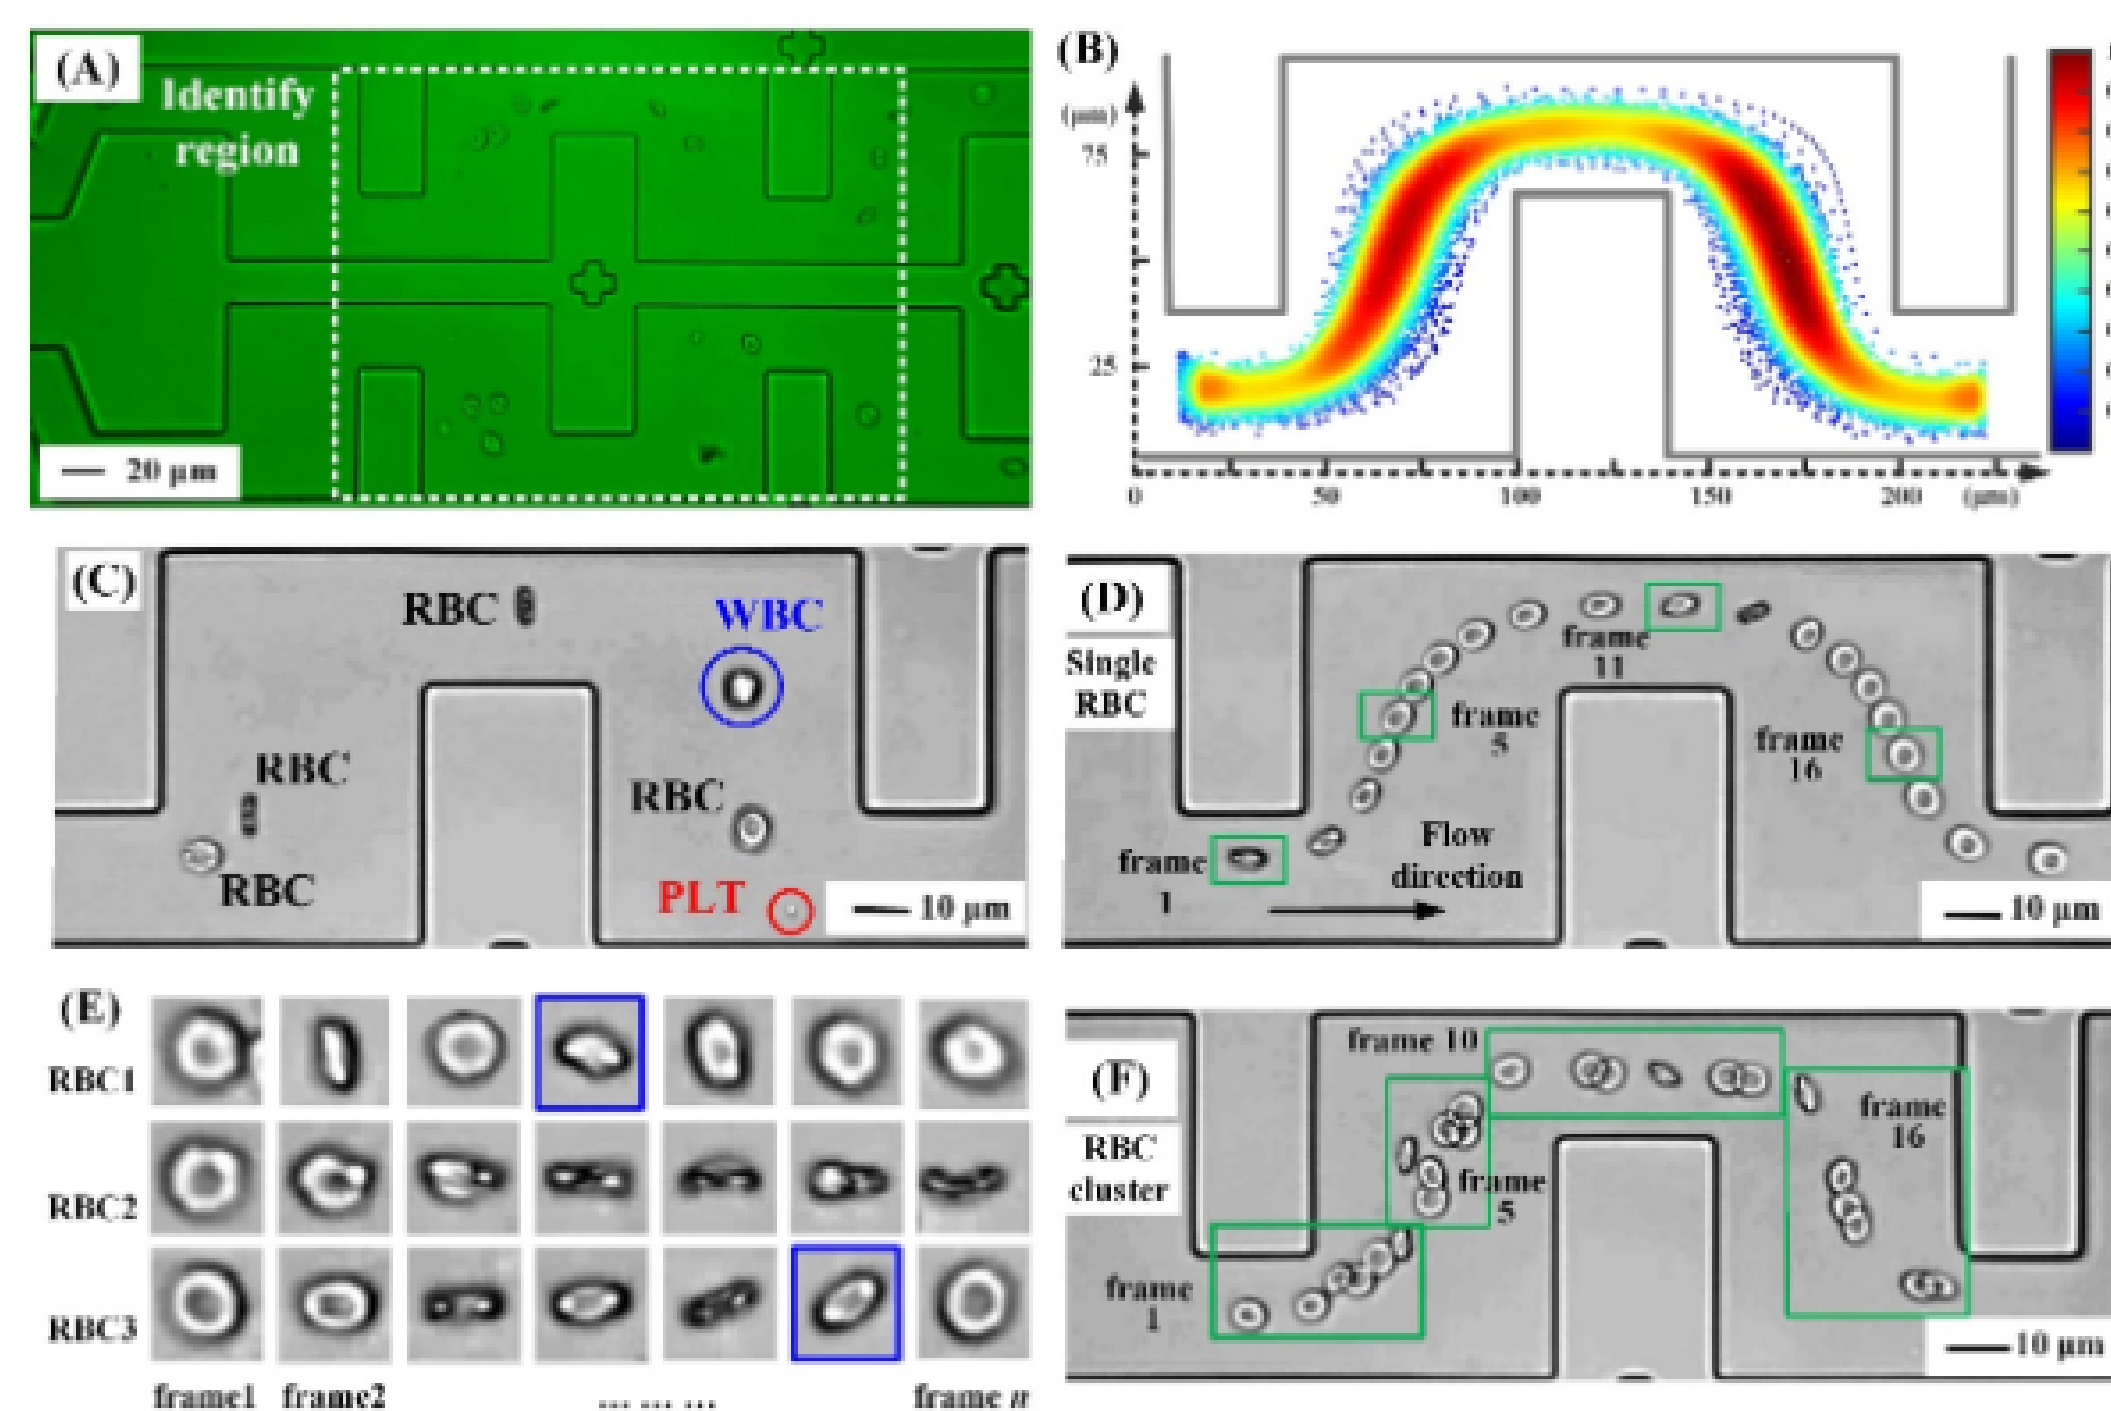 (A)
Identify
region
20 μm
(B)
(μm)
75
25
0 50 100 150 200 (μm)
(C)
RBC
WBC
RBC
RBC
RBC
PLT
10 μm
(D)
Single
RBC
frame
11
frame
5
frame
16
frame
1
Flow
direction
10 μm
(E)
RBC1
RBC2
RBC3
frame1 frame2 ... ... ... frame n
(F)
RBC
cluster
frame 10
frame
16
frame
5
frame
1
10 μm